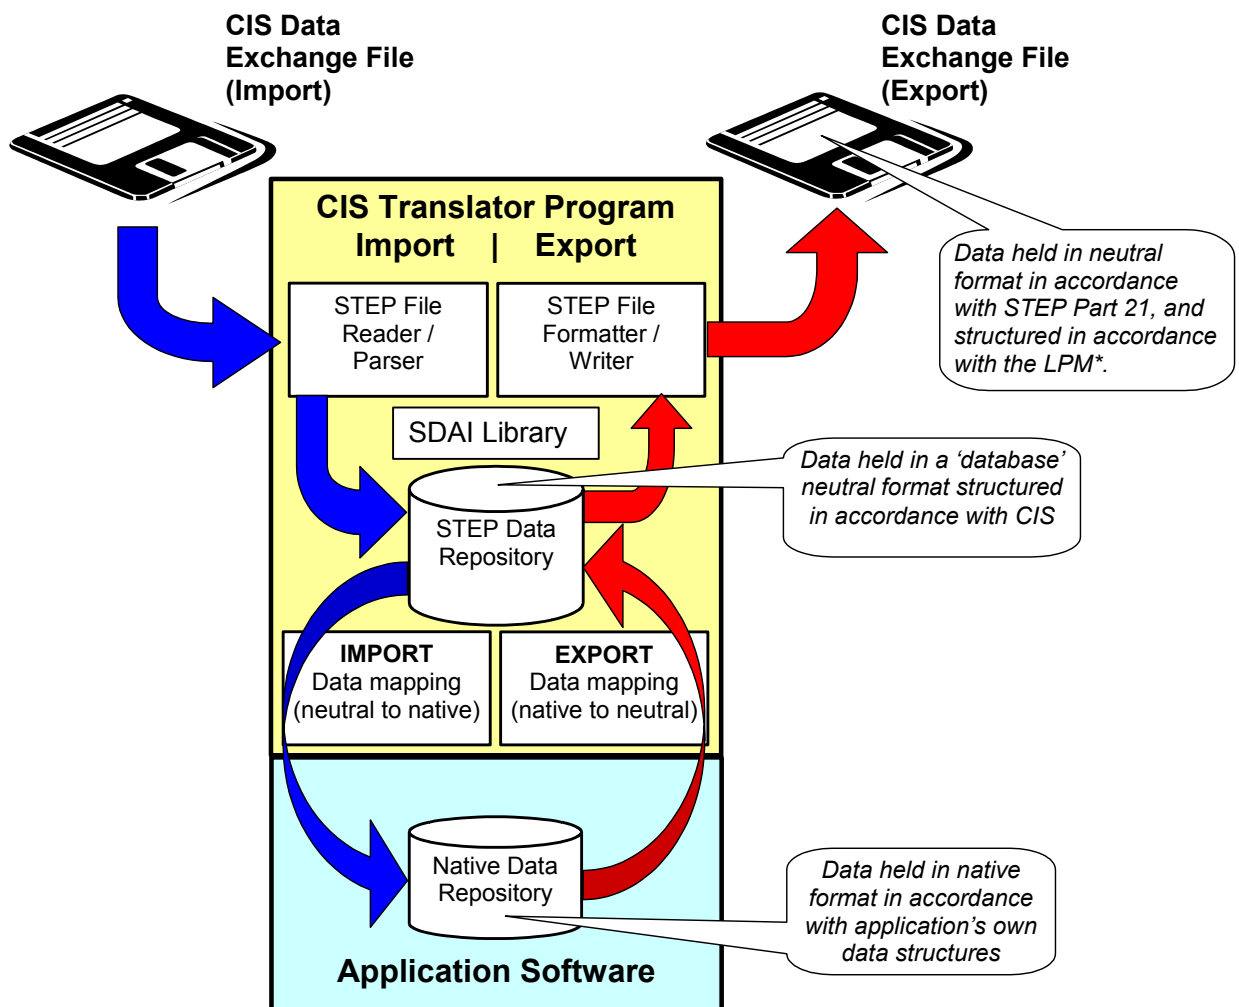 CIS Data
Exchange File
(Import)
CIS Data
Exchange File
(Export)
CIS Translator Program
Import | Export
STEP File
Reader /
Parser
STEP File
Formatter /
Writer
Data held in neutral
format in accordance
with STEP Part 21, and
structured in accordance
with the LPM*.
SDAI Library
Data held in a ‘database’
neutral format structured
in accordance with CIS
STEP Data
Repository
IMPORT
Data mapping
(neutral to native)
EXPORT
Data mapping
(native to neutral)
Native Data
Repository
Data held in native
format in accordance
with application’s own
data structures
Application Software